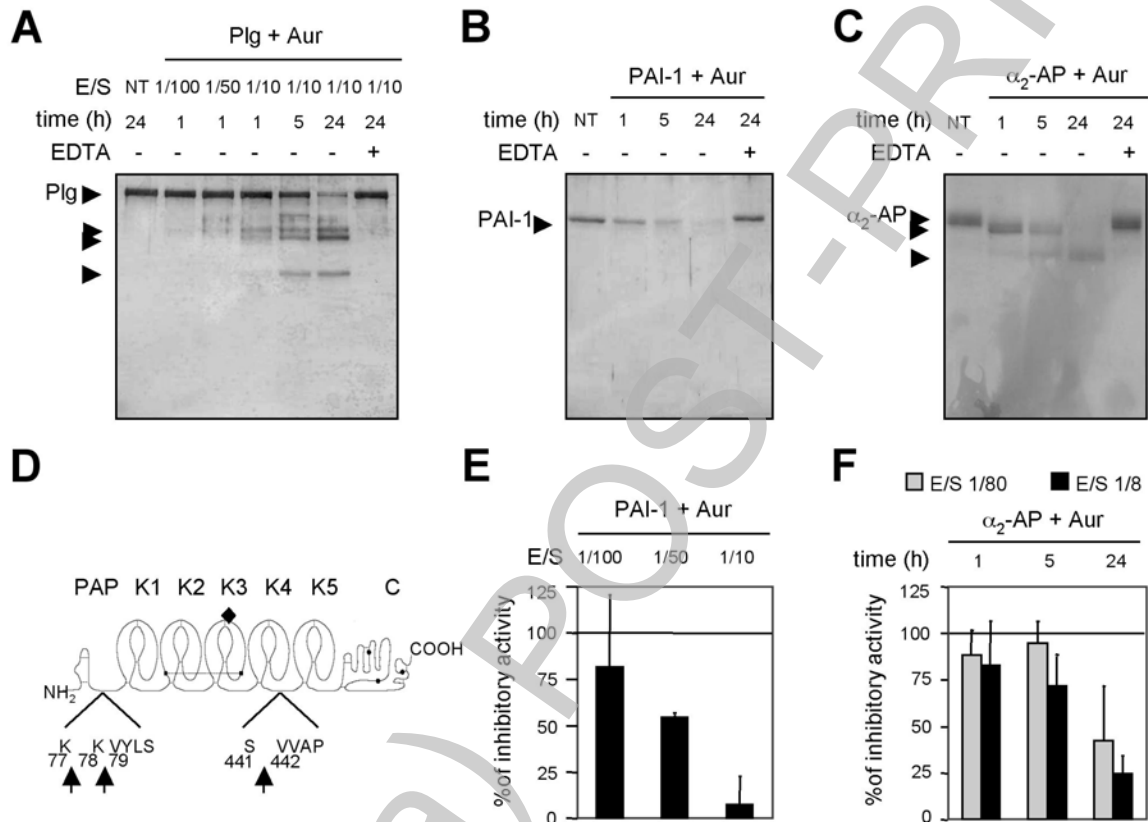 A
Plg + Aur
E/S NT 1/100 1/50 1/10 1/10 1/10 1/10
time (h) 24 1 1 1 5 24 24
EDTA - - - - - - +
Plg
B
PAI-1 + Aur
time (h) NT 1 5 24 24
EDTA - - - - +
PAI-1
C
α2-AP + Aur
time (h) NT 1 5 24 24
EDTA - - - - +
α2-AP
D
PAP K1 K2 K3 K4 K5 C
NH2
COOH
K K VYLS
77 78 79
S VVAP
441 442
E
PAI-1 + Aur
E/S 1/100 1/50 1/10
% of inhibitory activity
125
100
75
50
25
0
F
E/S 1/80 E/S 1/8
α2-AP + Aur
time (h) 1 5 24
% of inhibitory activity
125
100
75
50
25
0
) POST-PR